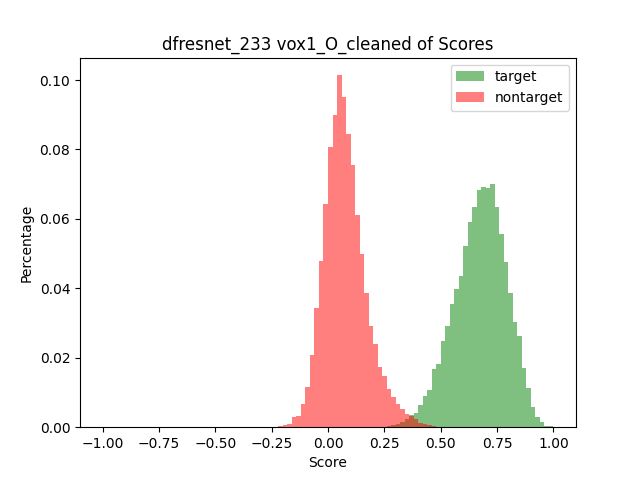 dfresnet_233 vox1_O_cleaned of Scores
target
nontarget
Percentage
0.10
0.08
0.06
0.04
0.02
0.00
−1.00 −0.75 −0.50 −0.25 0.00 0.25 0.50 0.75 1.00
Score